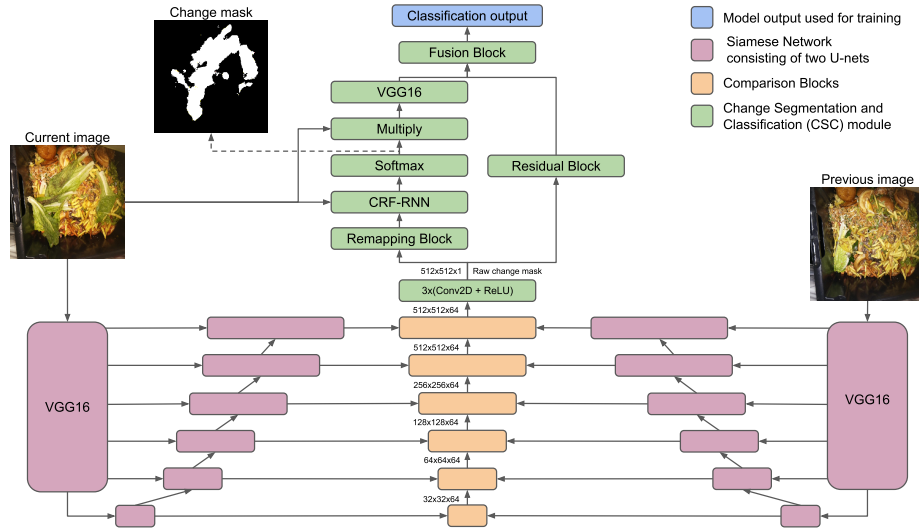 Change mask
Classification output
Fusion Block
VGG16
Multiply
Softmax
CRF-RNN
Remapping Block
Residual Block
Model output used for training
Siamese Network
consisting of two U-nets
Comparison Blocks
Change Segmentation and
Classification (CSC) module
Current image
Previous image
512x512x1
Raw change mask
3x(Conv2D + ReLU)
512x512x64
512x512x64
256x256x64
128x128x64
64x64x64
32x32x64
VGG16
VGG16